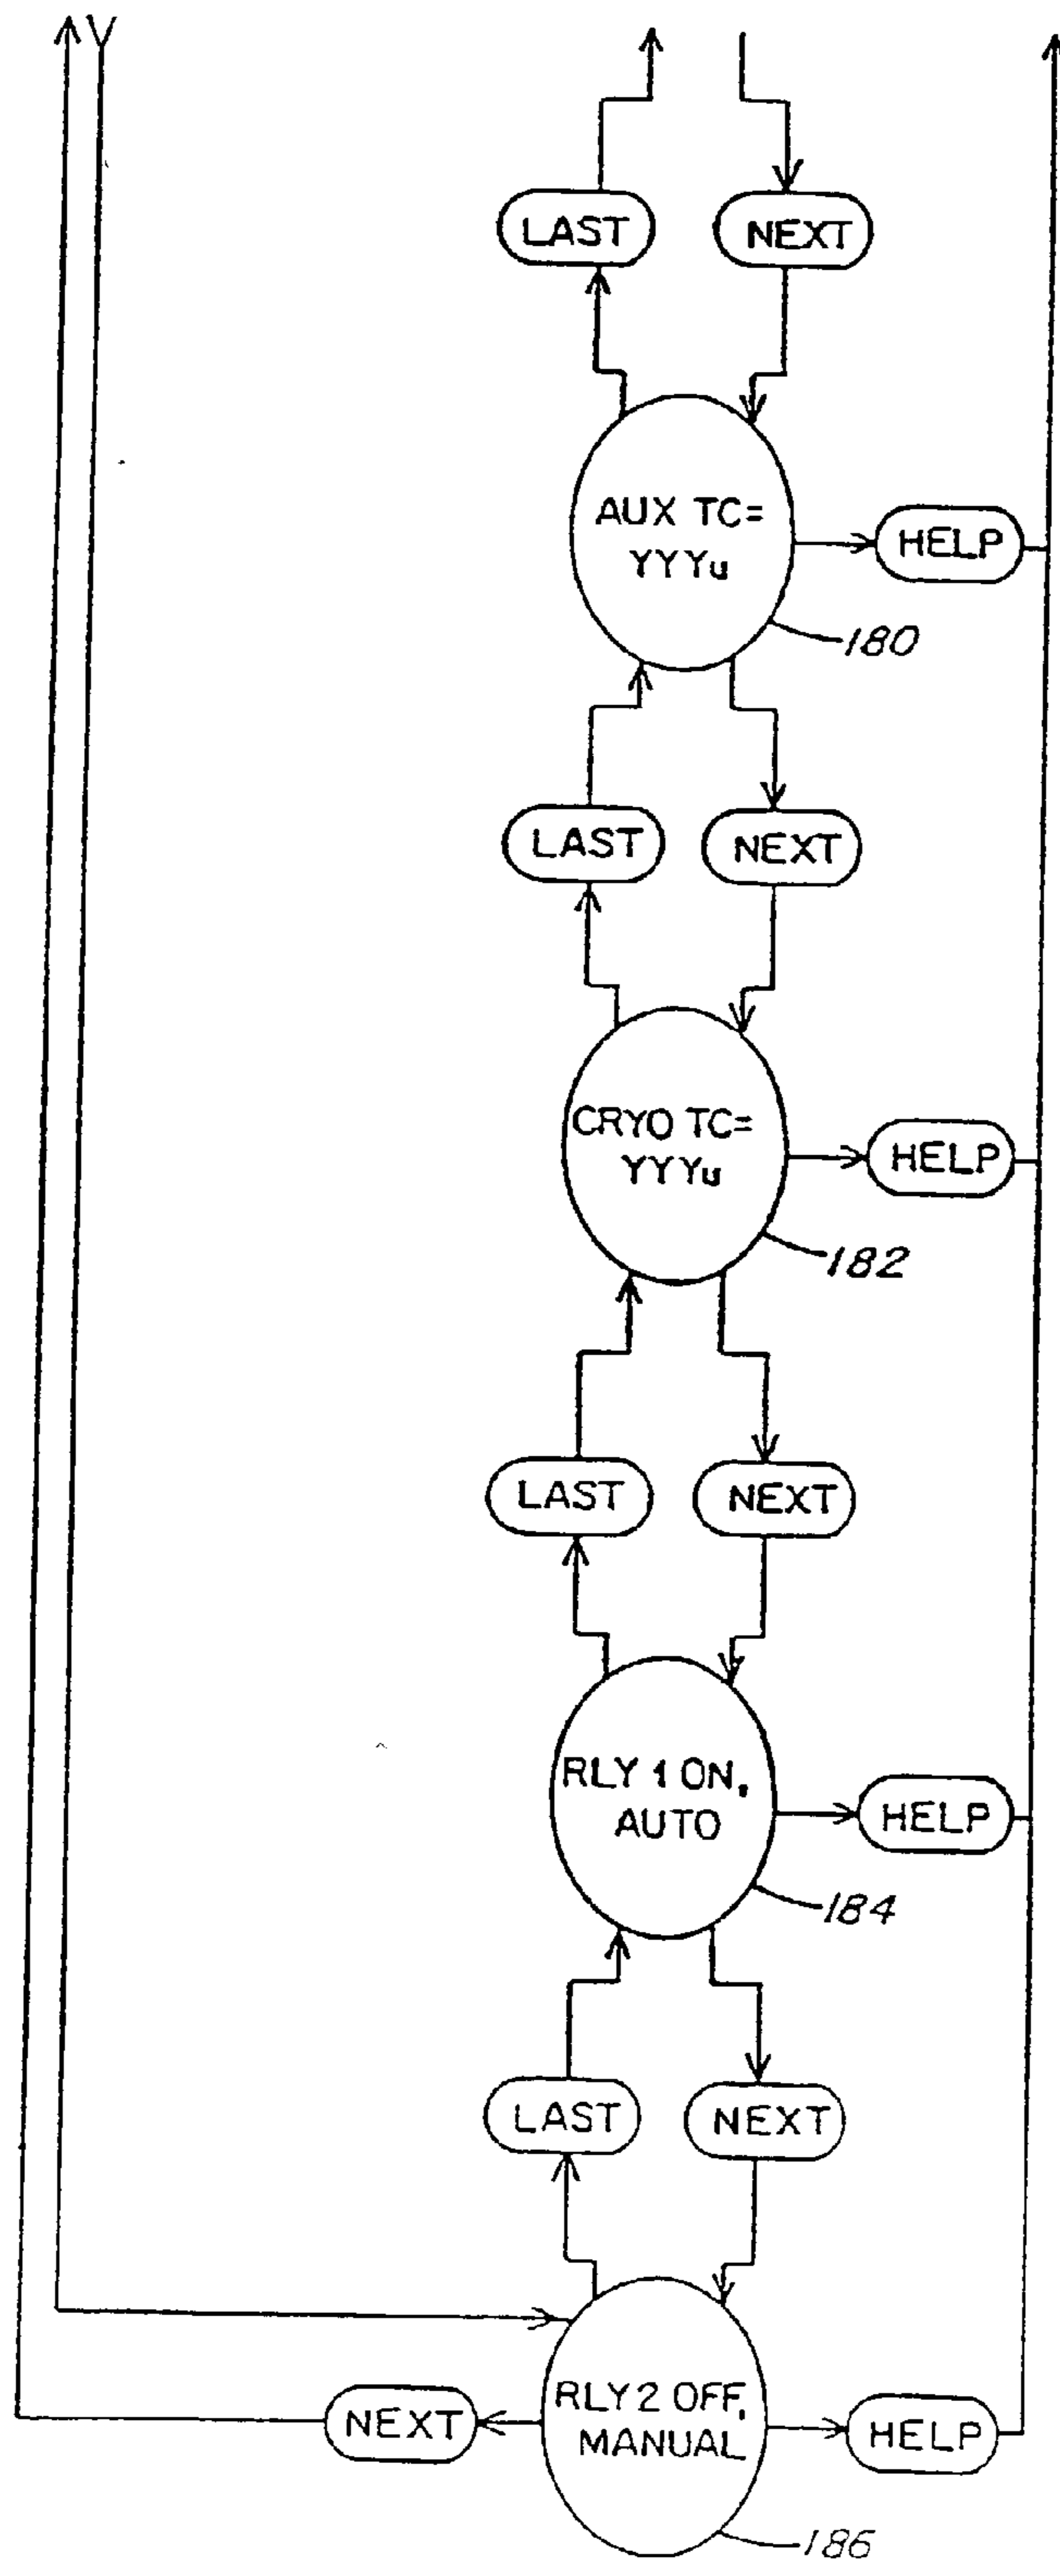 LAST NEXT
AUX TC=
YYYu
HELP
180
LAST NEXT
CRYO TC=
YYYu
HELP
182
LAST NEXT
RLY 1 ON,
AUTO
HELP
184
LAST NEXT
RLY 2 OFF,
MANUAL
NEXT
HELP
186